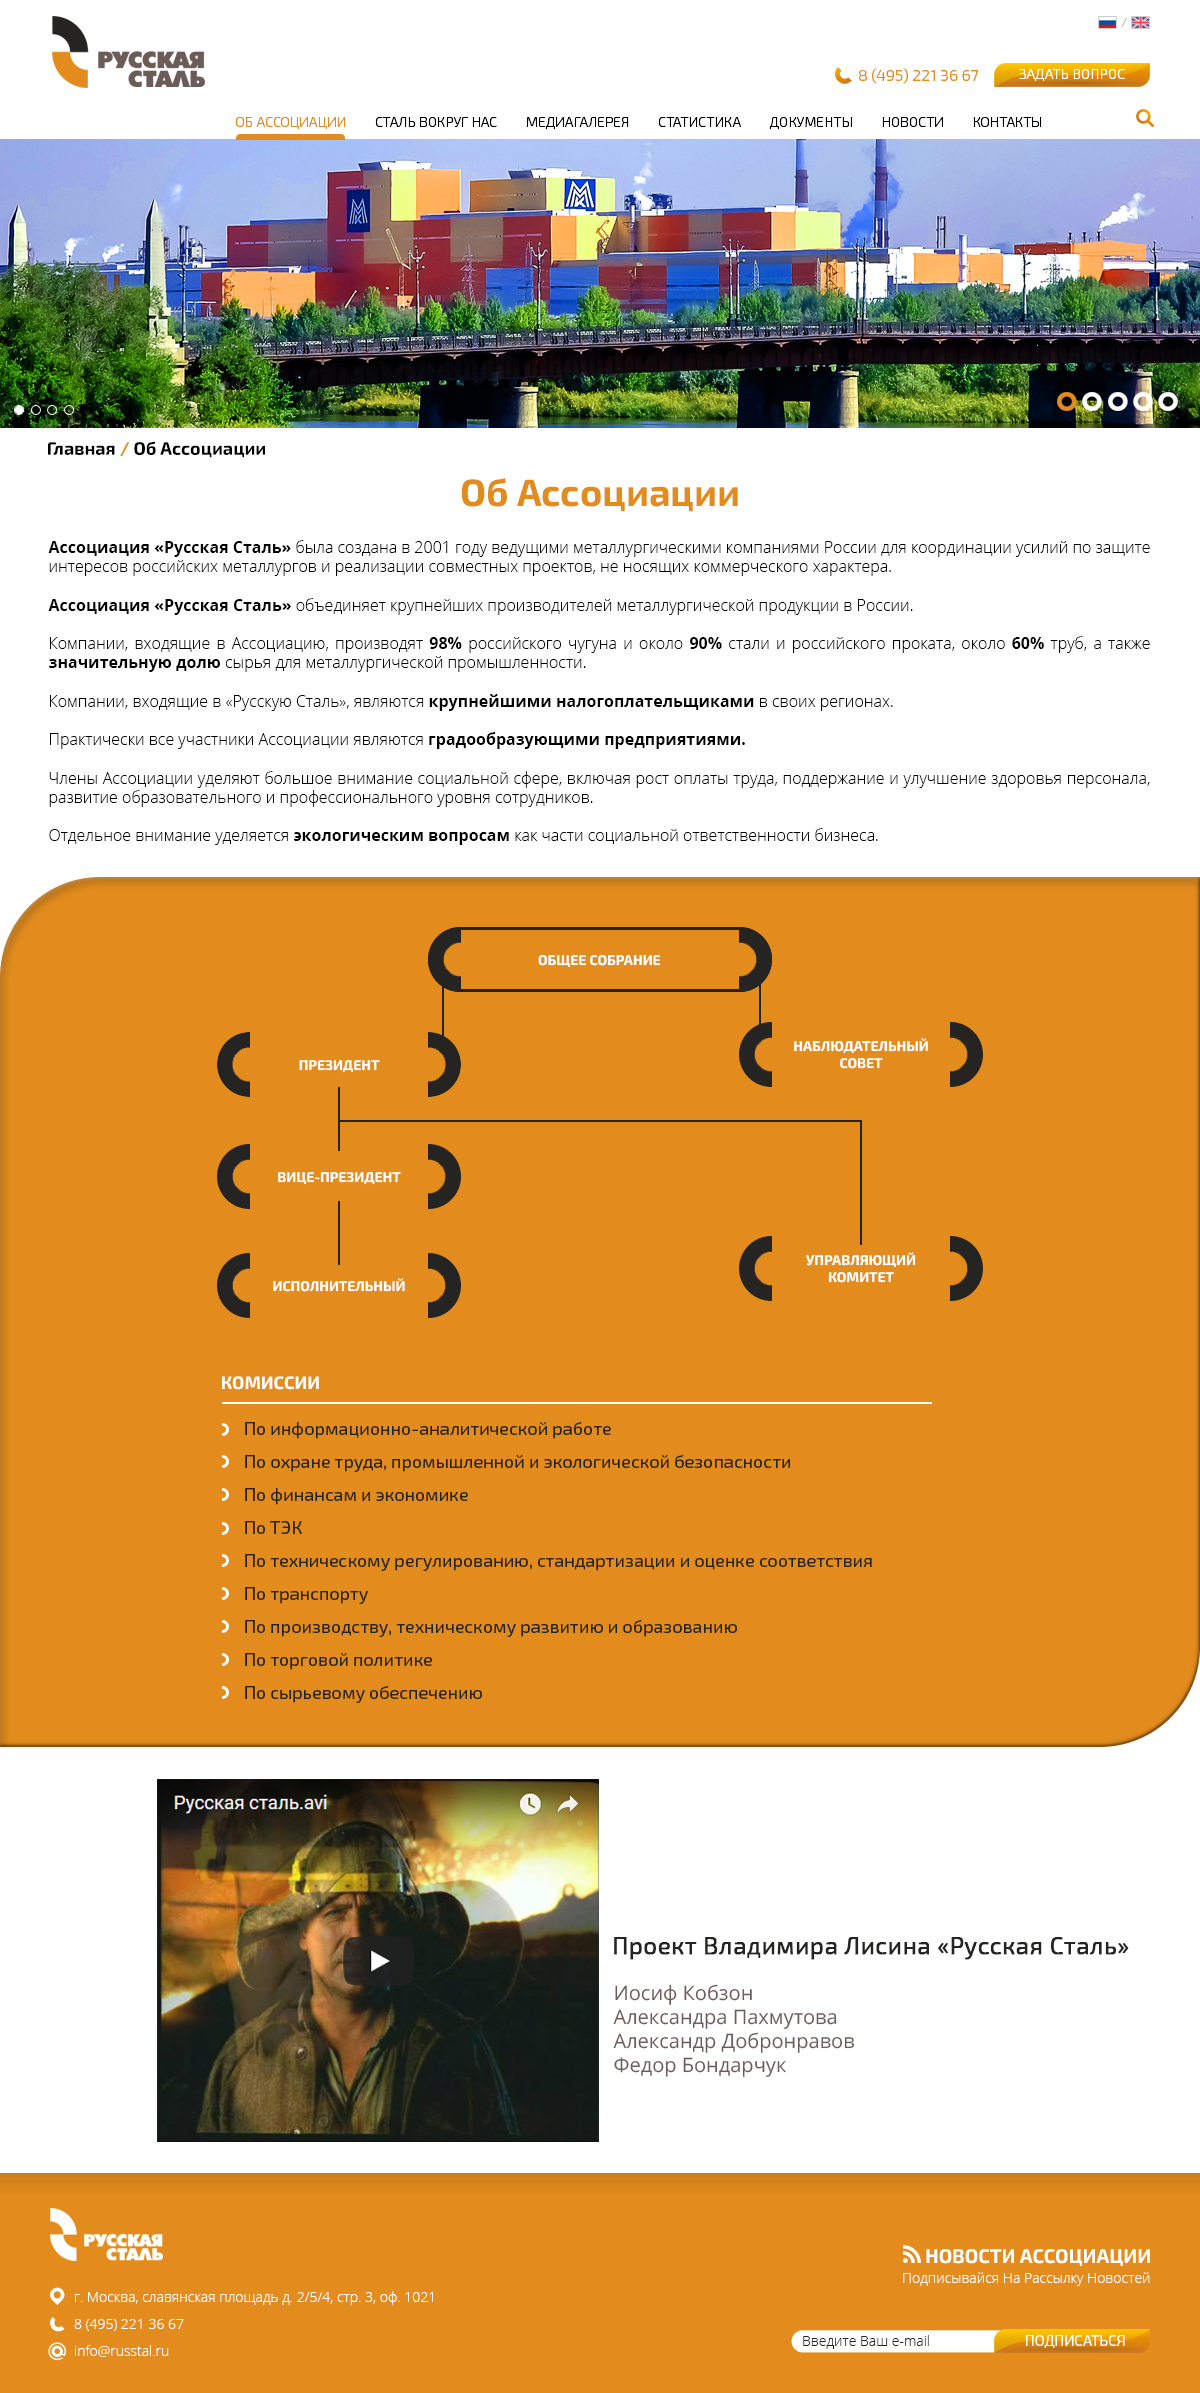 РУССКАЯ
СТАЛЬ
8 (495) 221 36 67
ЗАДАТЬ ВОПРОС
ОБ АССОЦИАЦИИ СТАЛЬ ВОКРУГ НАС МЕДИАГАЛЕРЕЯ СТАТИСТИКА ДОКУМЕНТЫ НОВОСТИ КОНТАКТЫ
Главная / Об Ассоциации
Об Ассоциации
Ассоциация «Русская Сталь» была создана в 2001 году ведущими металлургическими компаниями России для координации усилий по защите
интересов российских металлургов и реализации совместных проектов, не носящих коммерческого характера.
Ассоциация «Русская Сталь» объединяет крупнейших производителей металлургической продукции в России.
Компании, входящие в Ассоциацию, производят 98% российского чугуна и около 90% стали и российского проката, около 60% труб, а также
значительную долю сырья для металлургической промышленности.
Компании, входящие в «Русскую Сталь», являются крупнейшими налогоплательщиками в своих регионах.
Практически все участники Ассоциации являются градообразующими предприятиями.
Члены Ассоциации уделяют большое внимание социальной сфере, включая рост оплаты труда, поддержание и улучшение здоровья персонала,
развитие образовательного и профессионального уровня сотрудников.
Отдельное внимание уделяется экологическим вопросам как части социальной ответственности бизнеса.
ОБЩЕЕ СОБРАНИЕ
ПРЕЗИДЕНТ
НАБЛЮДАТЕЛЬНЫЙ
СОВЕТ
ВИЦЕ-ПРЕЗИДЕНТ
ИСПОЛНИТЕЛЬНЫЙ
УПРАВЛЯЮЩИЙ
КОМИТЕТ
КОМИССИИ
По информационно-аналитической работе
По охране труда, промышленной и экологической безопасности
По финансам и экономике
По ТЭК
По техническому регулированию, стандартизации и оценке соответствия
По транспорту
По производству, техническому развитию и образованию
По торговой политике
По сырьевому обеспечению
Русская сталь.avi
Проект Владимира Лисина «Русская Сталь»
Иосиф Кобзон
Александра Пахмутова
Александр Добронравов
Федор Бондарчук
РУССКАЯ
СТАЛЬ
г. Москва, славянская площадь д. 2/5/4, стр. 3, оф. 1021
8 (495) 221 36 67
info@russtal.ru
НОВОСТИ АССОЦИАЦИИ
Подписывайся На Рассылку Новостей
Введите Ваш e-mail
ПОДПИСАТЬСЯ